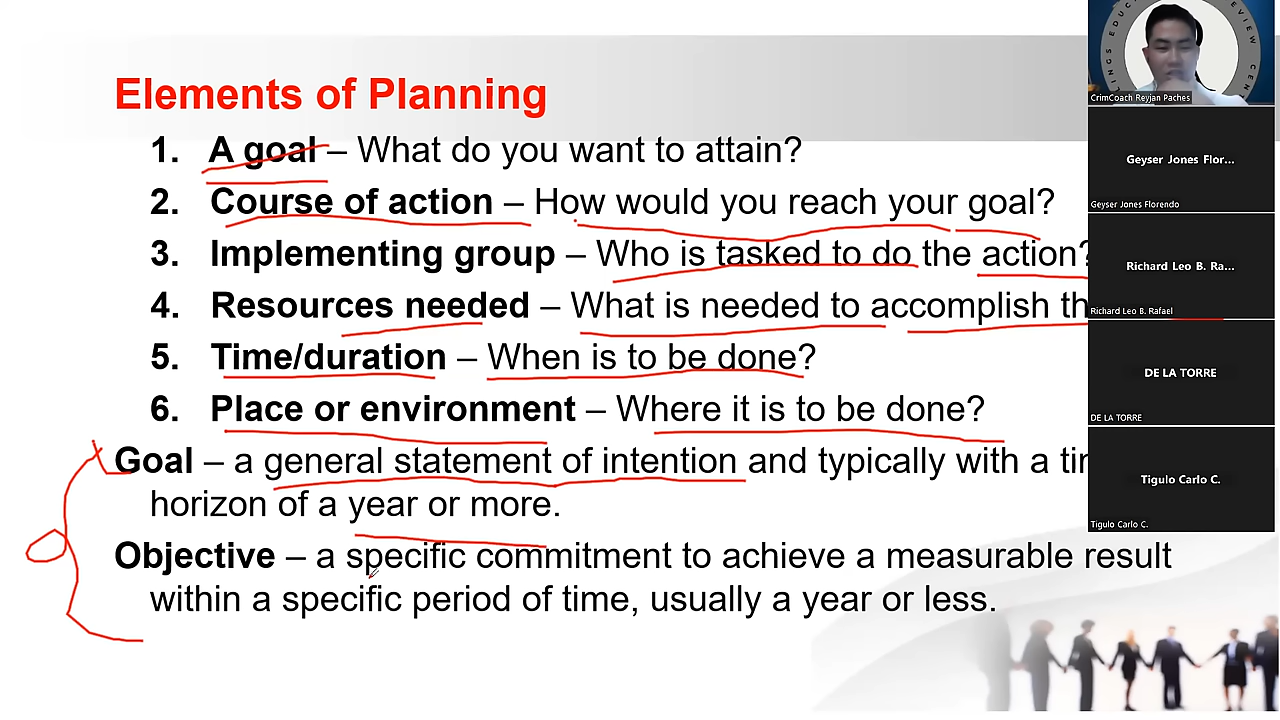 Elements of Planning
1. A goal – What do you want to attain?
2. Course of action – How would you reach your goal?
3. Implementing group – Who is tasked to do the action?
4. Resources needed – What is needed to accomplish
5. Time/duration – When is to be done?
6. Place or environment – Where it is to be done?
Goal – a general statement of intention and typically with a
horizon of a year or more.
Objective – a specific commitment to achieve a measurable result
within a specific period of time, usually a year or less.
CrimCoach Reyjan Paches
Geyser Jones Flor...
Geyser Jones Florendo
Richard Leo B. Ra...
Richard Leo B. Rafael
DE LA TORRE
DE LA TORRE
Tigulo Carlo C.
Tigulo Carlo C.